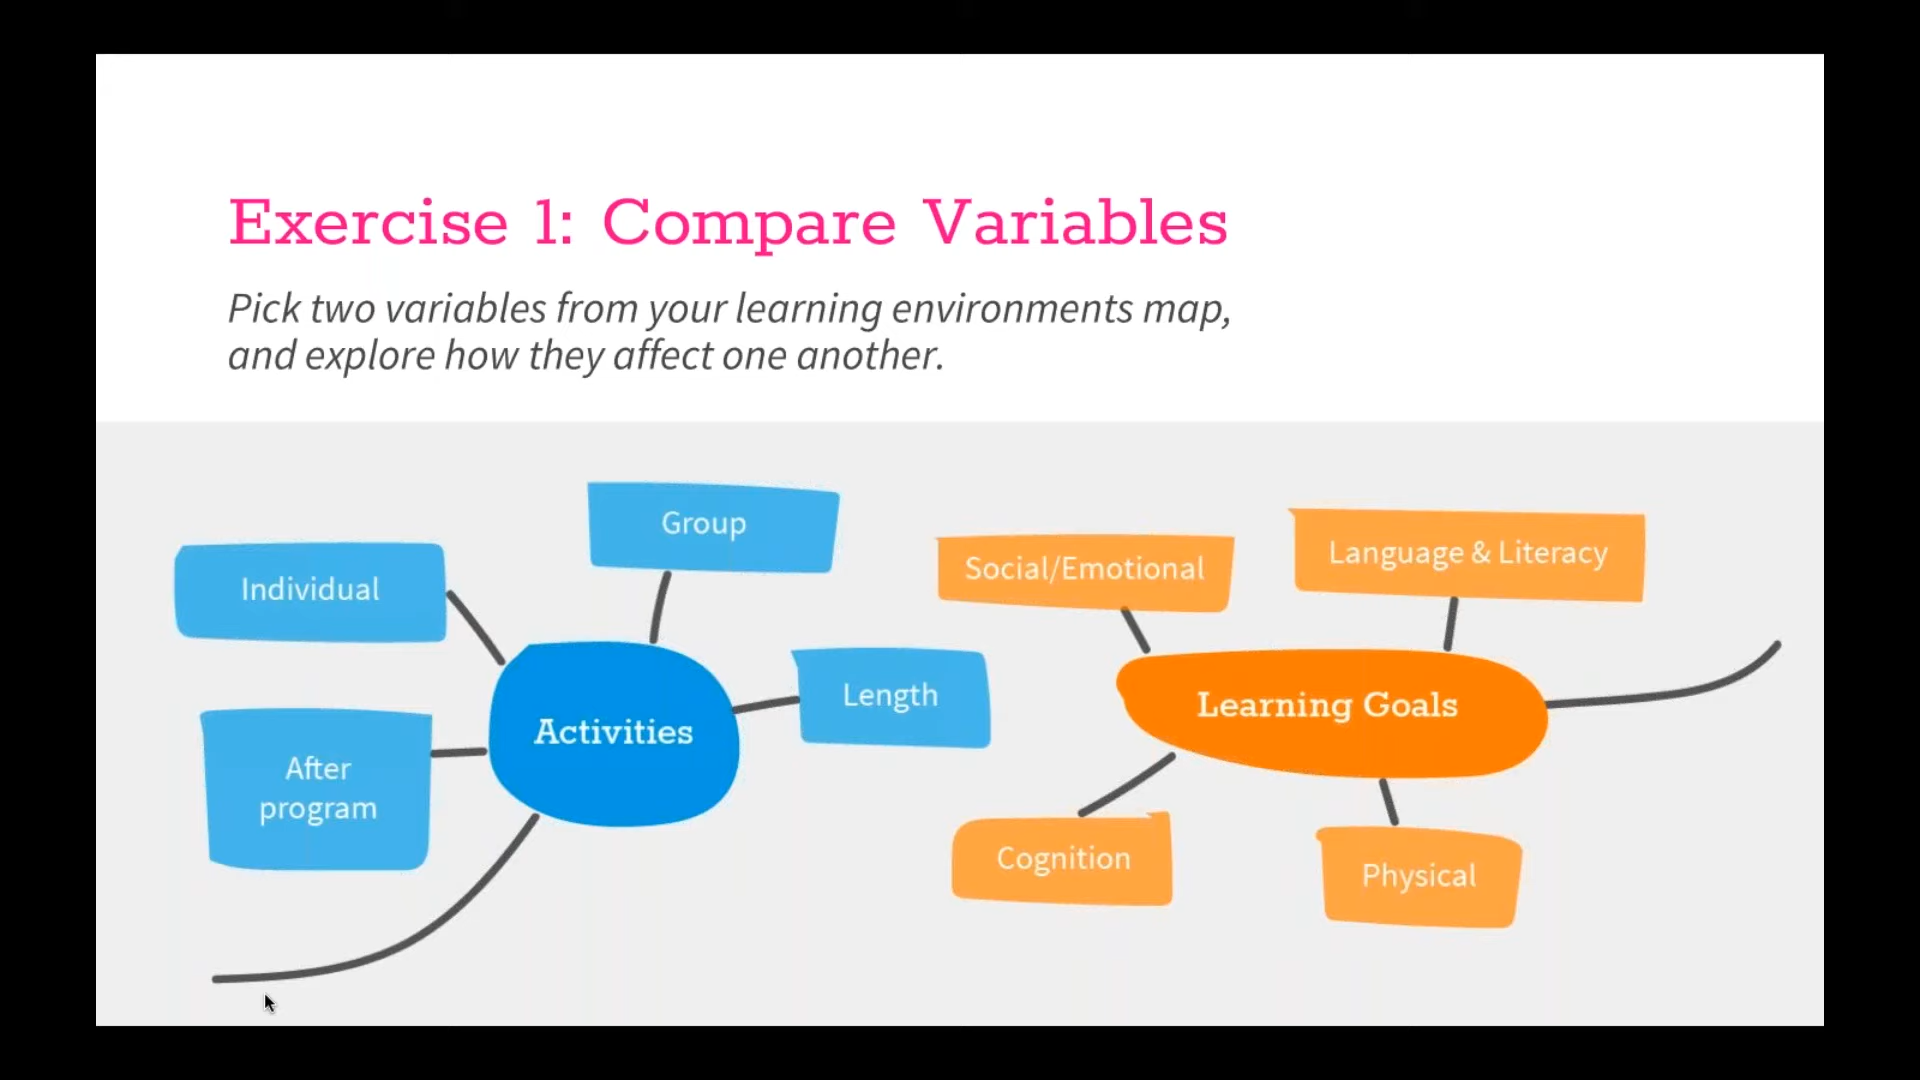 Exercise 1: Compare Variables
Pick two variables from your learning environments map,
and explore how they affect one another.
Individual
Group
Length
Activities
After
program
Social/Emotional
Language & Literacy
Learning Goals
Cognition
Physical